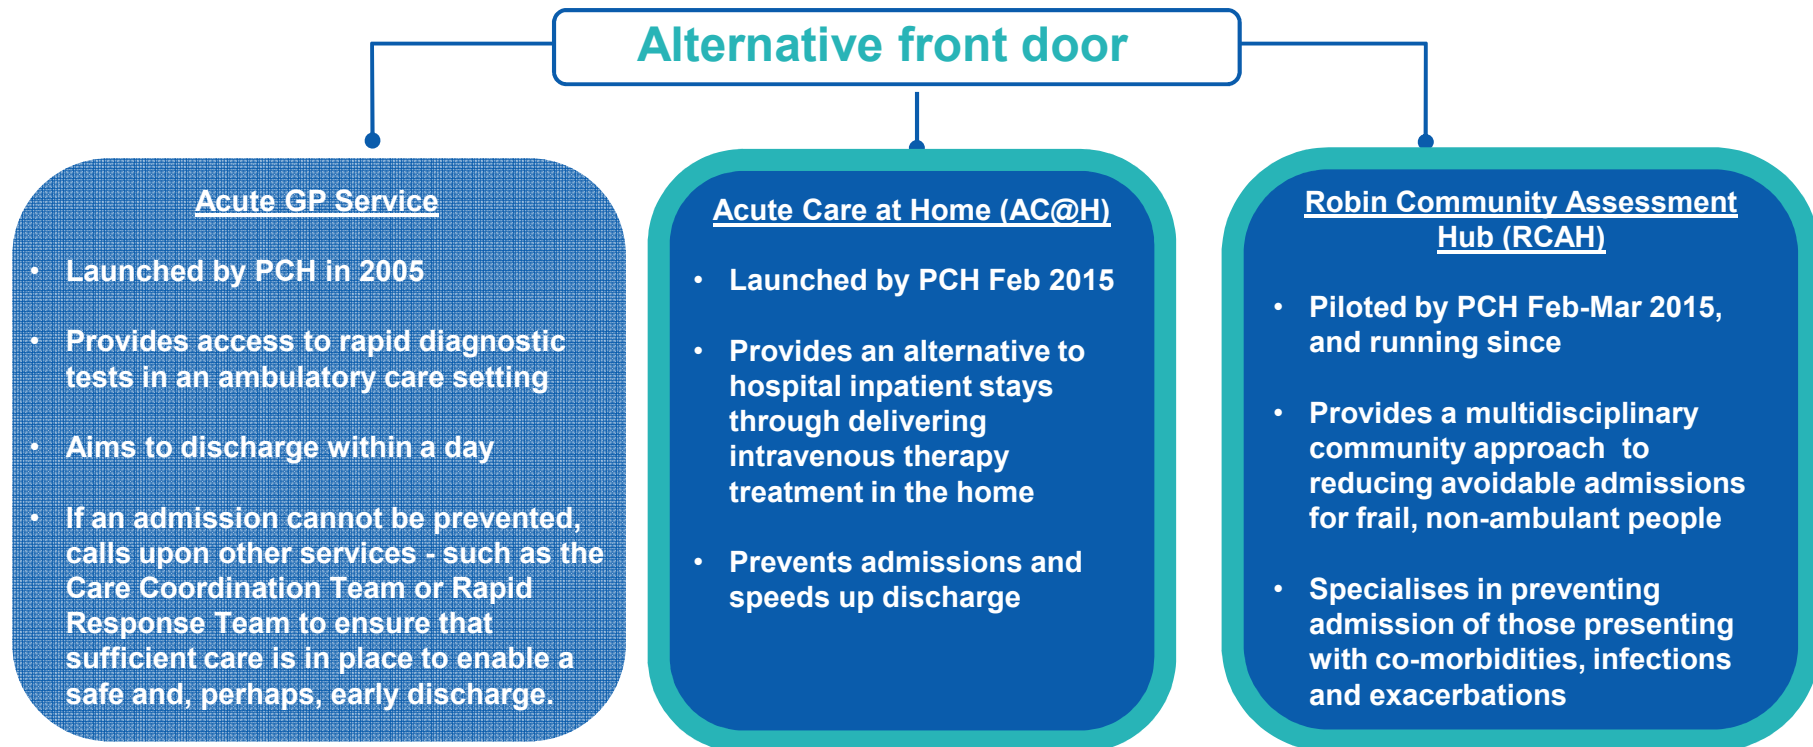 Alternative front door
Acute GP Service
• Launched by PCH in 2005
• Provides access to rapid diagnostic
tests in an ambulatory care setting
• Aims to discharge within a day
• If an admission cannot be prevented,
calls upon other services - such as the
Care Coordination Team or Rapid
Response Team to ensure that
sufficient care is in place to enable a
safe and, perhaps, early discharge.
Acute Care at Home (AC@H)
• Launched by PCH Feb 2015
• Provides an alternative to
hospital inpatient stays
through delivering
intravenous therapy
treatment in the home
• Prevents admissions and
speeds up discharge
Robin Community Assessment
Hub (RCAH)
• Piloted by PCH Feb-Mar 2015,
and running since
• Provides a multidisciplinary
community approach to
reducing avoidable admissions
for frail, non-ambulant people
• Specialises in preventing
admission of those presenting
with co-morbidities, infections
and exacerbations